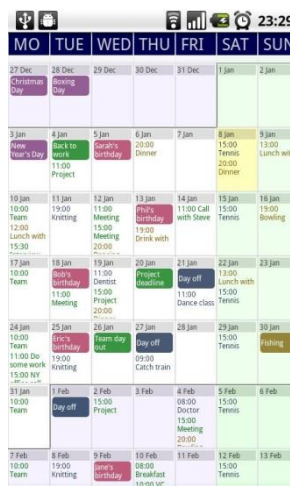 23:29
MO TUE WED THU FRI SAT SUN
27 Dec 28 Dec 29 Dec 30 Dec 31 Dec 1 Jan 2 Jan
Christmas
Day
Boxing
Day
3 Jan 4 Jan 5 Jan 6 Jan 7 Jan 8 Jan 9 Jan
New
Year's Day
Back to
work
11:00
Project
Sarah's
birthday
20:00
Dinner
15:00
Tennis
20:00
Dinner
13:00
Lunch wi
10 Jan 11 Jan 12 Jan 13 Jan 14 Jan 15 Jan 16 Jan
10:00
Team
12:00
Lunch with
15:30
19:00
Knitting
11:00
Meeting
15:00
Meeting
20:00
Phil's
birthday
19:00
Drink with
11:00 Call
with Steve
15:00
Tennis
19:00
Bowling
17 Jan 18 Jan 19 Jan 20 Jan 21 Jan 22 Jan 23 Jan
10:00
Team
Bob's
birthday
11:00
Meeting
11:00
Dentist
15:00
Project
20:00
Project
deadline
Day off
11:00
Dance class
13:00
Lunch with
15:00
Tennis
24 Jan 25 Jan 26 Jan 27 Jan 28 Jan 29 Jan 30 Jan
10:00
Team
11:00 Do
some work
15:00 NY
Eric's
birthday
19:00
Knitting
Team day
out
Day off
09:00
Catch train
15:00
Tennis
Fishing
31 Jan 1 Feb 2 Feb 3 Feb 4 Feb 5 Feb 6 Feb
10:00
Team
Day off
15:00
Project
08:00
Doctor
15:00
Meeting
20:00
15:00
Tennis
7 Feb 8 Feb 9 Feb 10 Feb 11 Feb 12 Feb 13 Feb
10:00
Team
19:00
Knitting
Jane's
birthday
08:00
Breakfast
10:00 VC
15:00
Tennis